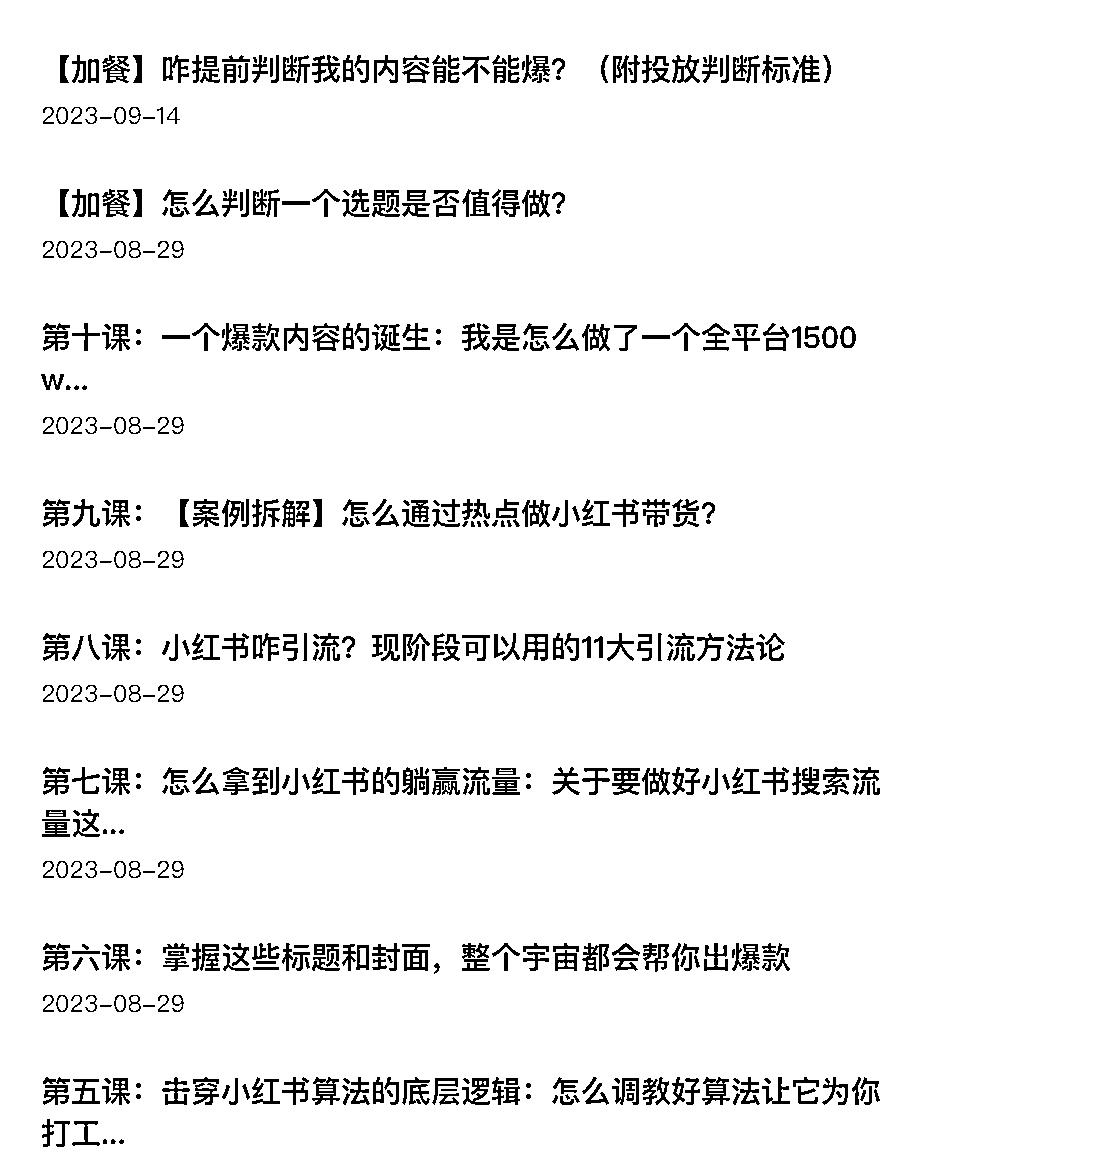 【加餐】咋提前判断我的内容能不能爆？（附投放判断标准）
2023-09-14
【加餐】怎么判断一个选题是否值得做？
2023-08-29
第十课：一个爆款内容的诞生：我是怎么做了一个全平台1500
w...
2023-08-29
第九课：【案例拆解】怎么通过热点做小红书带货？
2023-08-29
第八课：小红书咋引流？现阶段可以用的11大引流方法论
2023-08-29
第七课：怎么拿到小红书的躺赢流量：关于要做好小红书搜索流
量这...
2023-08-29
第六课：掌握这些标题和封面，整个宇宙都会帮你出爆款
2023-08-29
第五课：击穿小红书算法的底层逻辑：怎么调教好算法让它为你
打工...